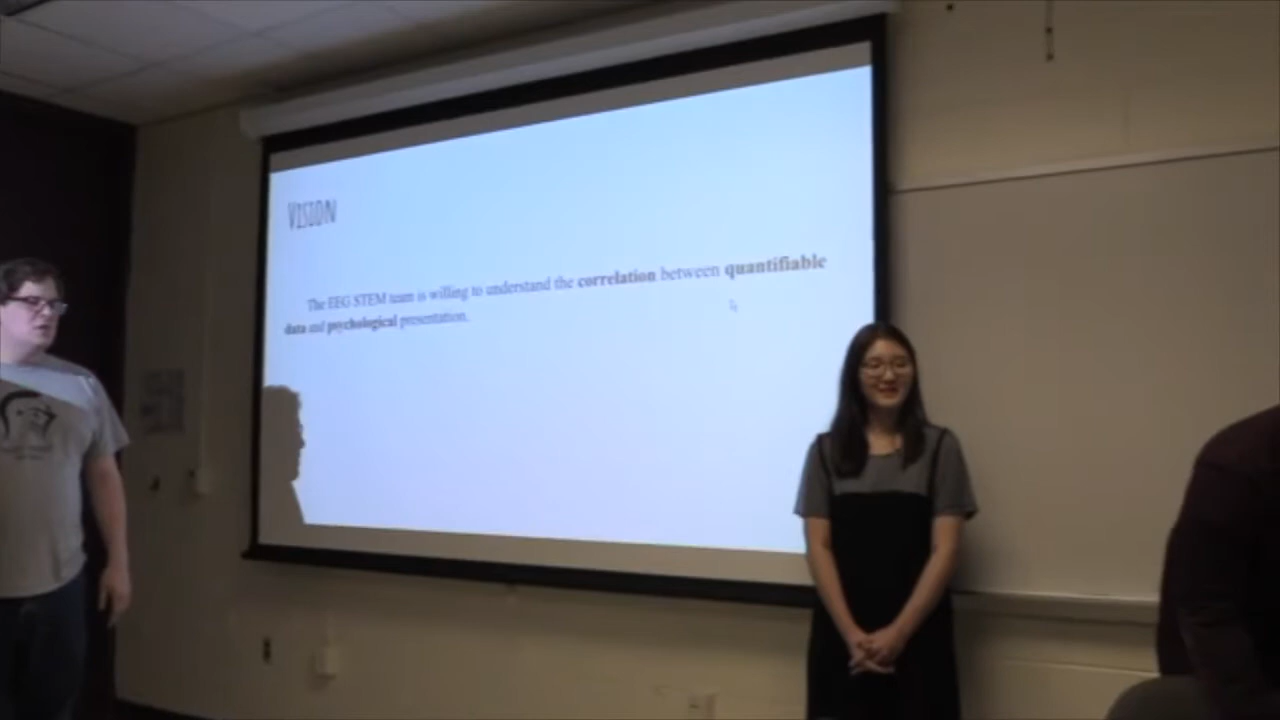 VISION
The EEG STEM team is willing to understand the correlation between quantifiable
data and psychological presentation.